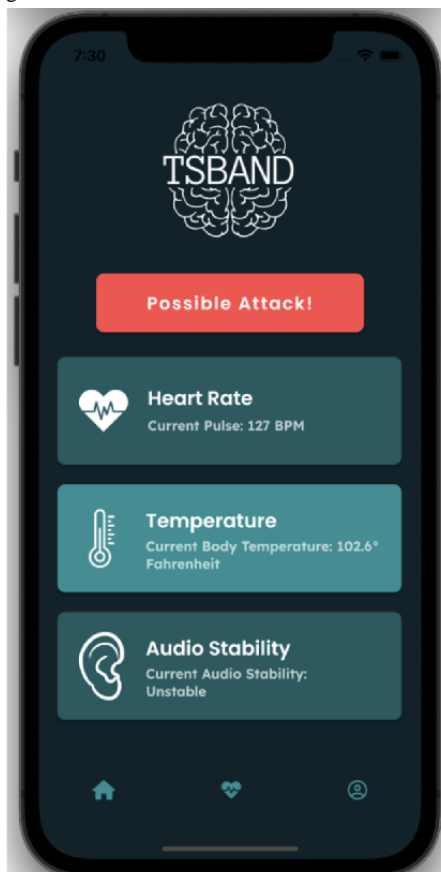 7:30
TSBAND
Possible Attack!
Heart Rate
Current Pulse: 127 BPM
Temperature
Current Body Temperature: 102.6°
Fahrenheit
Audio Stability
Current Audio Stability:
Unstable